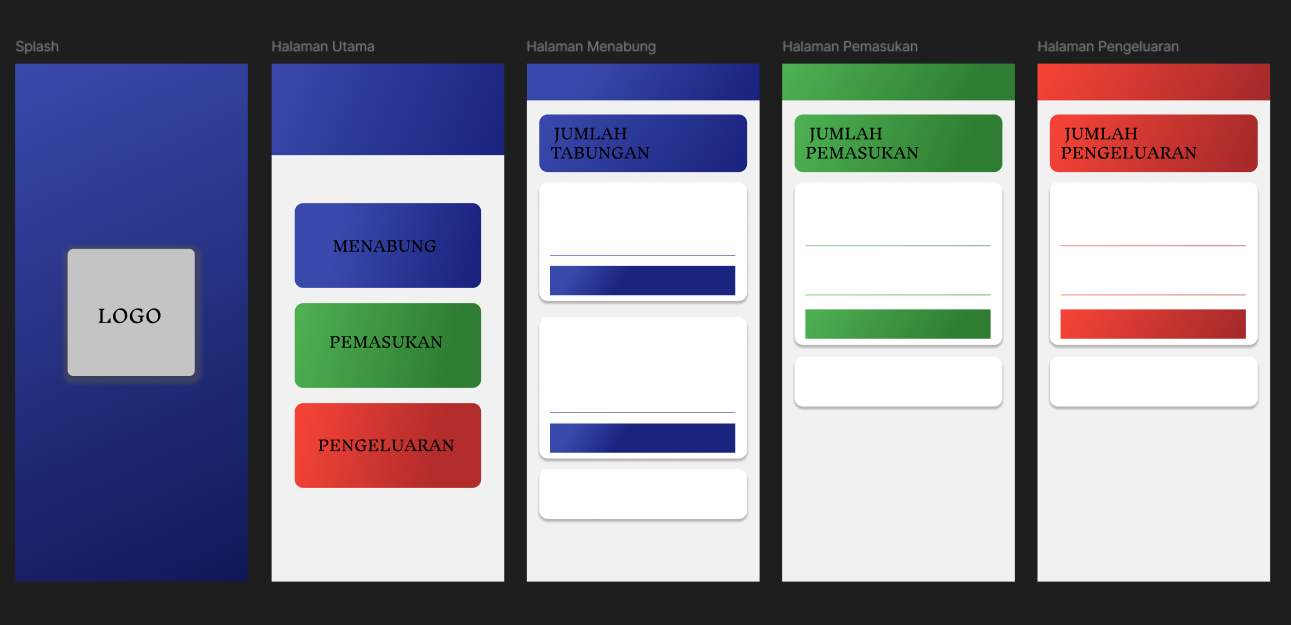 Splash
LOGO
Halaman Utama
MENABUNG
PEMASUKAN
PENGELUARAN
Halaman Menabung
JUMLAH
TABUNGAN
Halaman Pemasukan
JUMLAH
PEMASUKAN
Halaman Pengeluaran
JUMLAH
PENGELUARAN